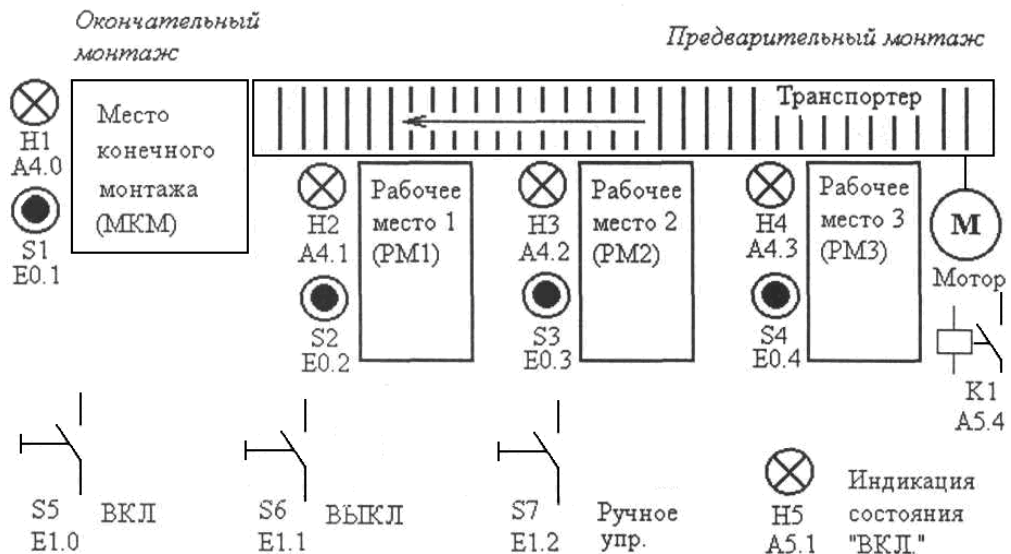 Окончательный
монтаж
Предварительный монтаж
H1
A4.0
S1
E0.1
Место
конечного
монтажа
(МКМ)
Транспортер
H2
A4.1
S2
E0.2
Рабочее
место 1
(РМ1)
H3
A4.2
S3
E0.3
Рабочее
место 2
(РМ2)
H4
A4.3
S4
E0.4
Рабочее
место 3
(РМ3)
М
Мотор
K1
A5.4
S5
E1.0
ВКЛ
S6
E1.1
ВЫКЛ
S7
E1.2
Ручное
упр.
H5
A5.1
Индикация
состояния
"ВКЛ."